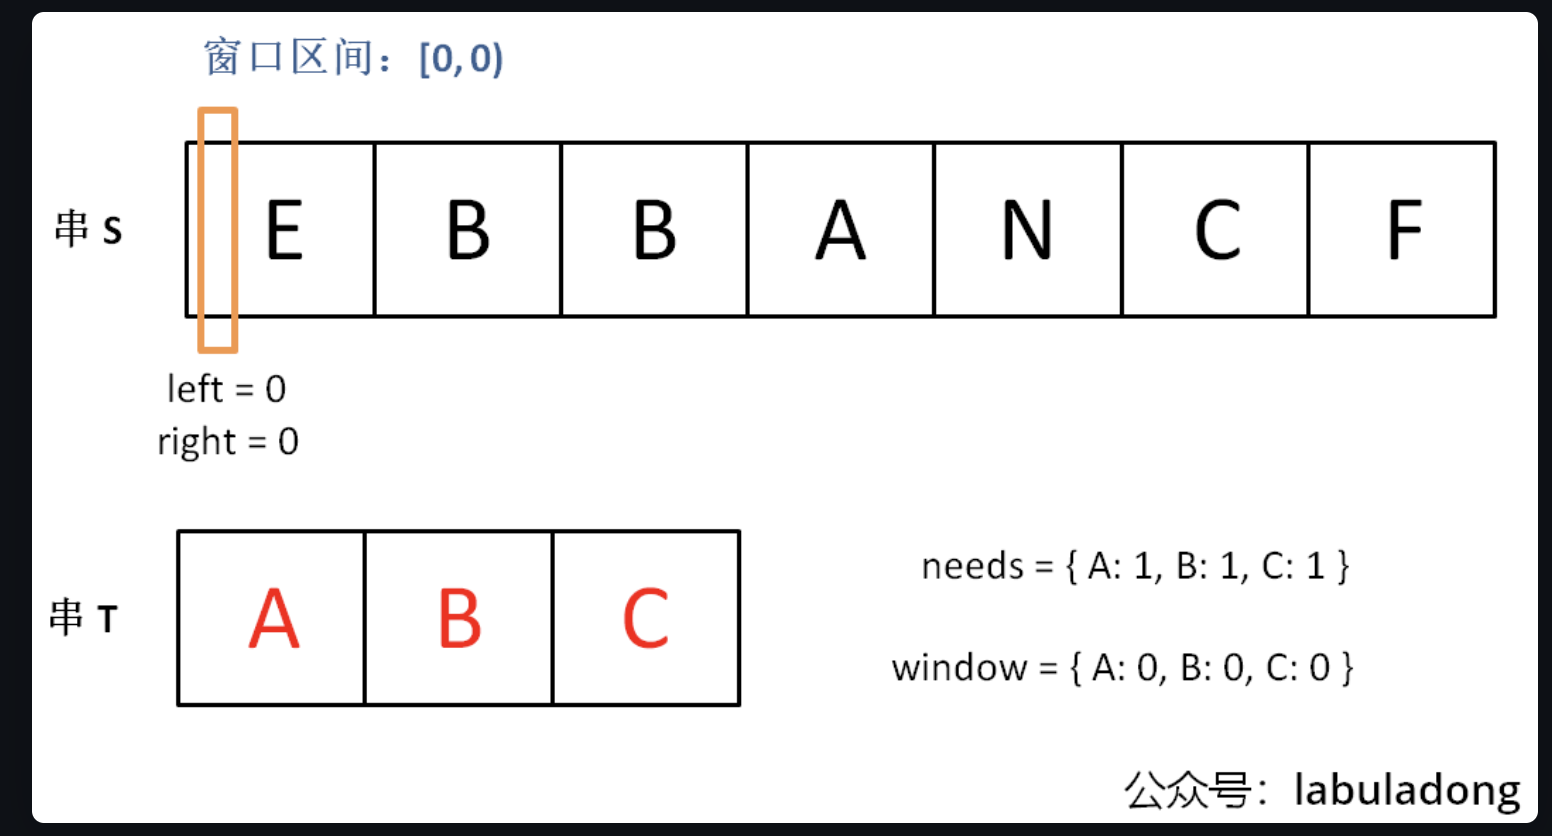 窗口区间：[0, 0)
串 S E B B A N C F
left = 0
right = 0
串 T A B C
needs = { A: 1, B: 1, C: 1 }
window = { A: 0, B: 0, C: 0 }
公众号：labuladong